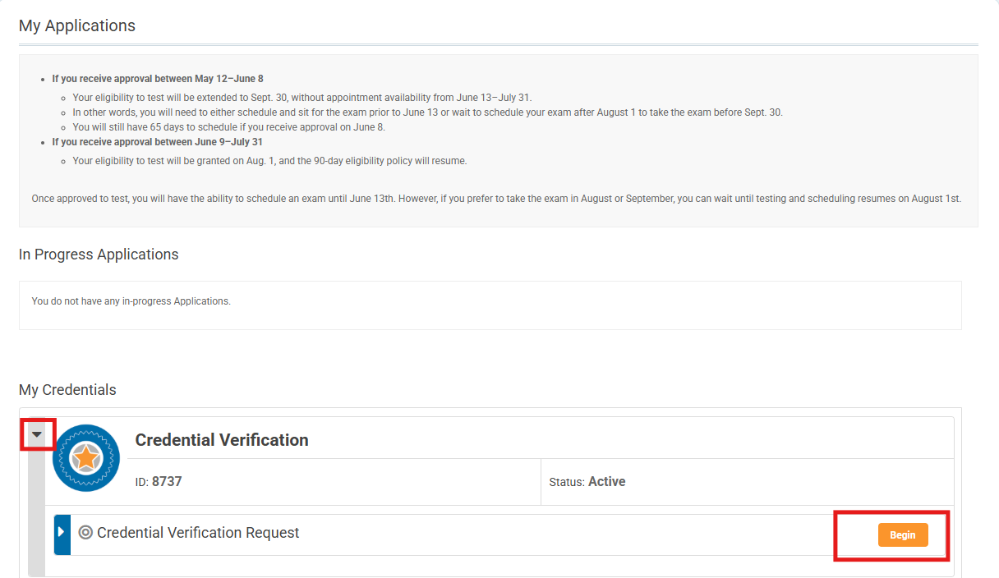 My Applications
If you receive approval between May 12–June 8
Your eligibility to test will be extended to Sept. 30, without appointment availability from June 13–July 31.
In other words, you will need to either schedule and sit for the exam prior to June 13 or wait to schedule your exam after August 1 to take the exam before Sept. 30.
You will still have 65 days to schedule if you receive approval on June 8.
If you receive approval between June 9–July 31
Your eligibility to test will be granted on Aug. 1, and the 90-day eligibility policy will resume.
Once approved to test, you will have the ability to schedule an exam until June 13th. However, if you prefer to take the exam in August or September, you can wait until testing and scheduling resumes on August 1st.
In Progress Applications
You do not have any in-progress Applications.
My Credentials
Credential Verification
ID: 8737
Status: Active
Credential Verification Request
Begin